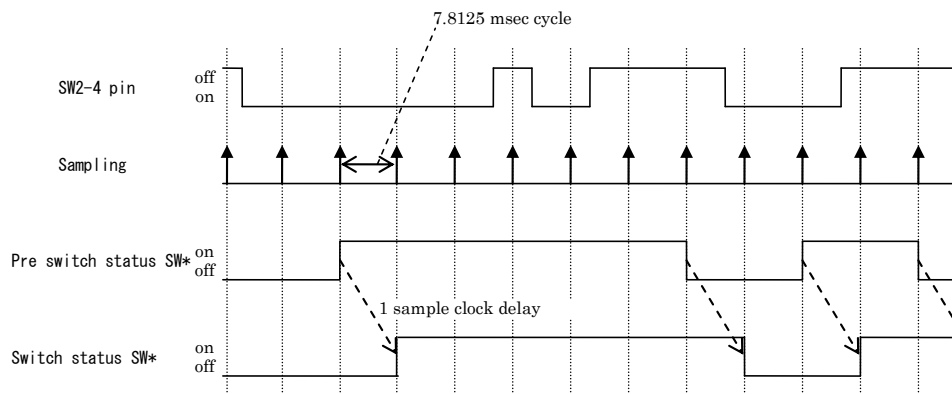 7.8125 msec cycle
SW2-4 pin
off
on
Sampling
Pre switch status SW*
on
off
1 sample clock delay
Switch status SW*
on
off